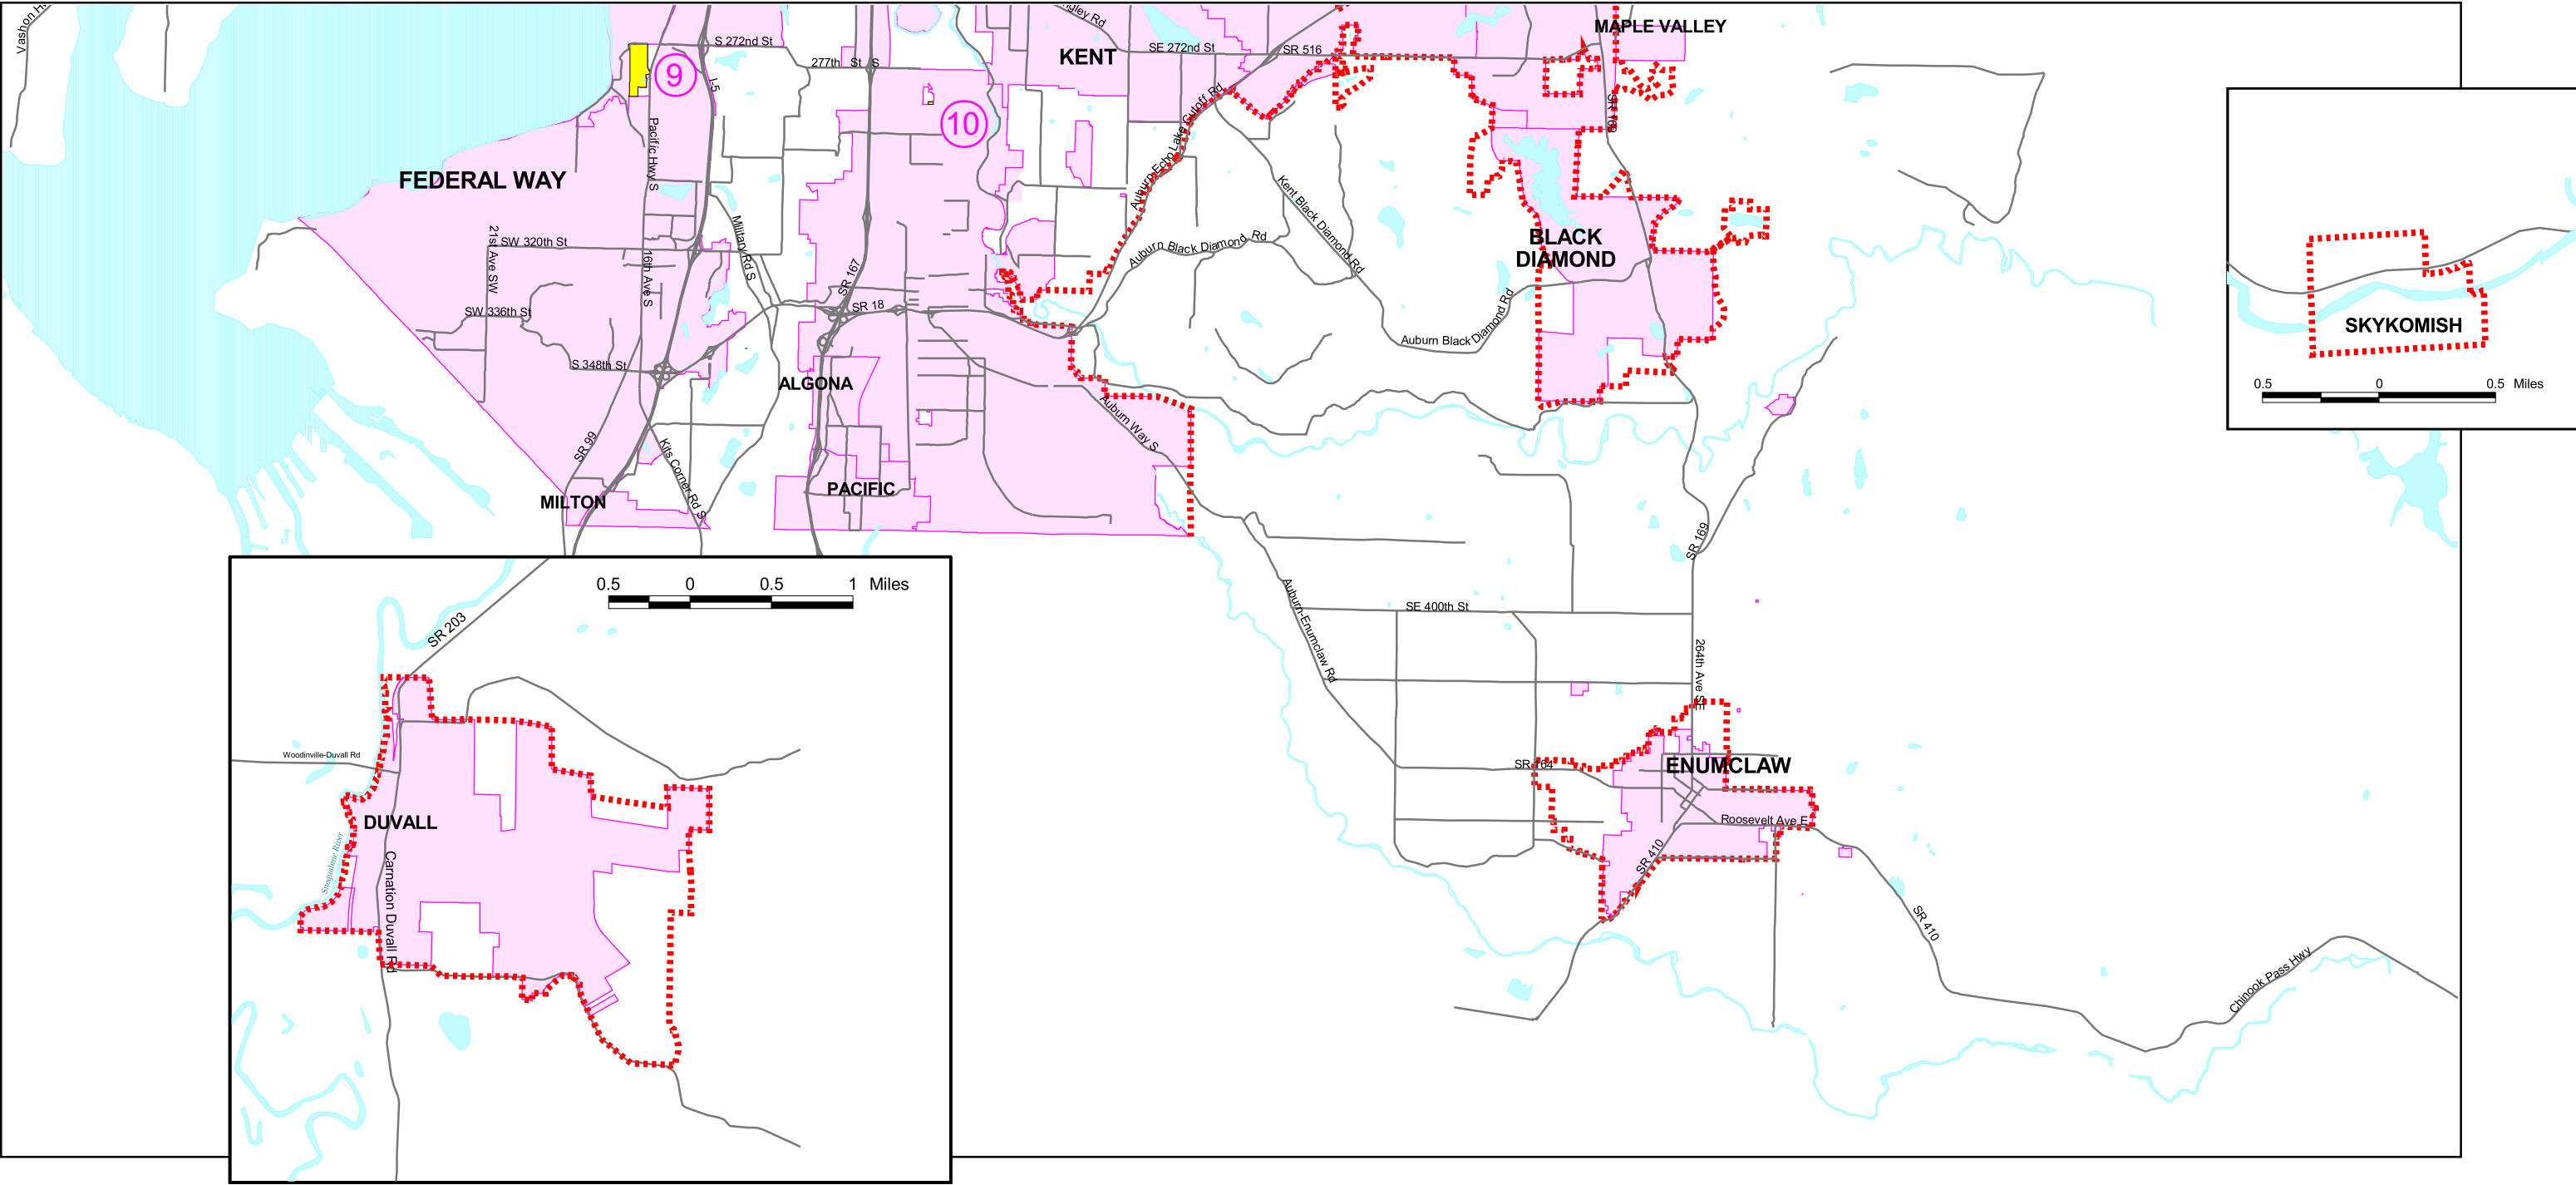 Vashon H
S 272nd St
277th St S
I-5
9
10
KENT
ngley Rd
SE 272nd St
SR 516
MAPLE VALLEY
SR 169
Pacific Hwy S
FEDERAL WAY
Auburn-Echo Lake Cutoff Rd
Kent Black Diamond Rd
Auburn Black Diamond Rd
BLACK
DIAMOND
21st Ave SW
SW 320th St
16th Ave S
Military Rd S
SR 167
SR 18
SW 336th St
S 348th St
ALGONA
Auburn Black Diamond Rd
SKYKOMISH
0.5 0 0.5 Miles
Auburn Way S
SR 99
Kits Corner Rd S
MILTON
PACIFIC
SR 169
Auburn-Enumclaw Rd
SE 400th St
264th Ave SE
SR 164
ENUMCLAW
Roosevelt Ave E
SR 410
SR 410
Chinook Pass Hwy
0.5 0 0.5 1 Miles
SR 203
Woodinville-Duvall Rd
DUVALL
Snoqualmie River
Carnation Duvall Rd